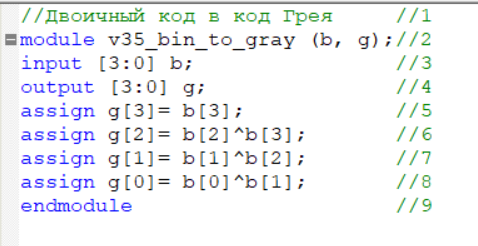 //Двоичный код в код Грея //1
module v35_bin_to_gray (b, g);//2
input [3:0] b; //3
output [3:0] g; //4
assign g[3]= b[3]; //5
assign g[2]= b[2]^b[3]; //6
assign g[1]= b[1]^b[2]; //7
assign g[0]= b[0]^b[1]; //8
endmodule //9